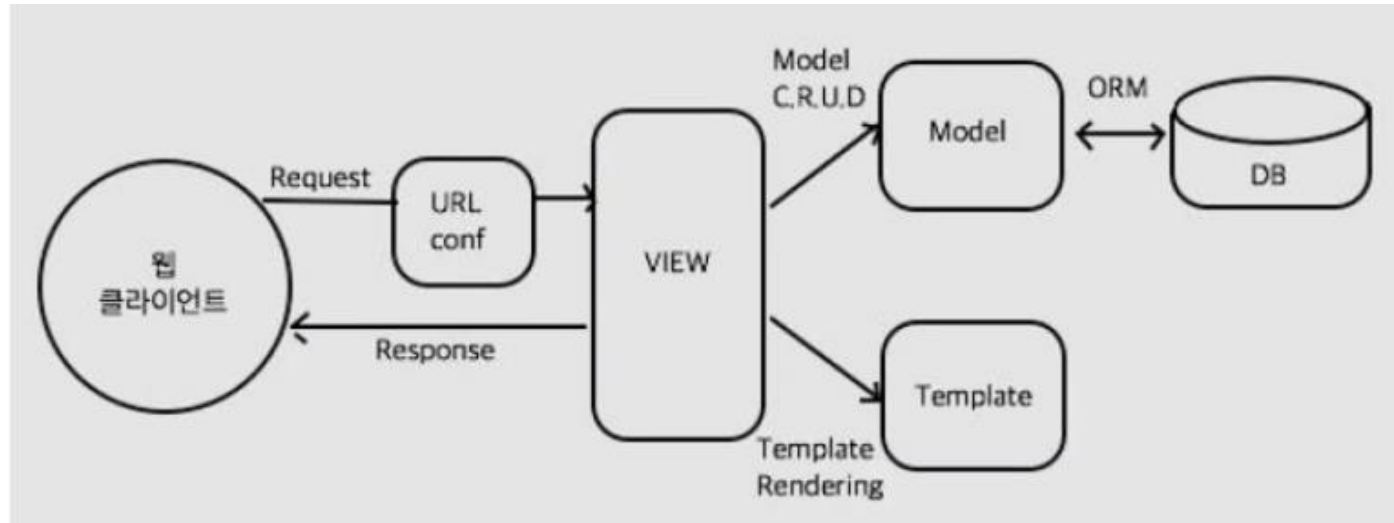 웹
클라이언트
Request
URL
conf
Response
VIEW
Model
C.R.U.D
Model
ORM
DB
Template
Template
Rendering